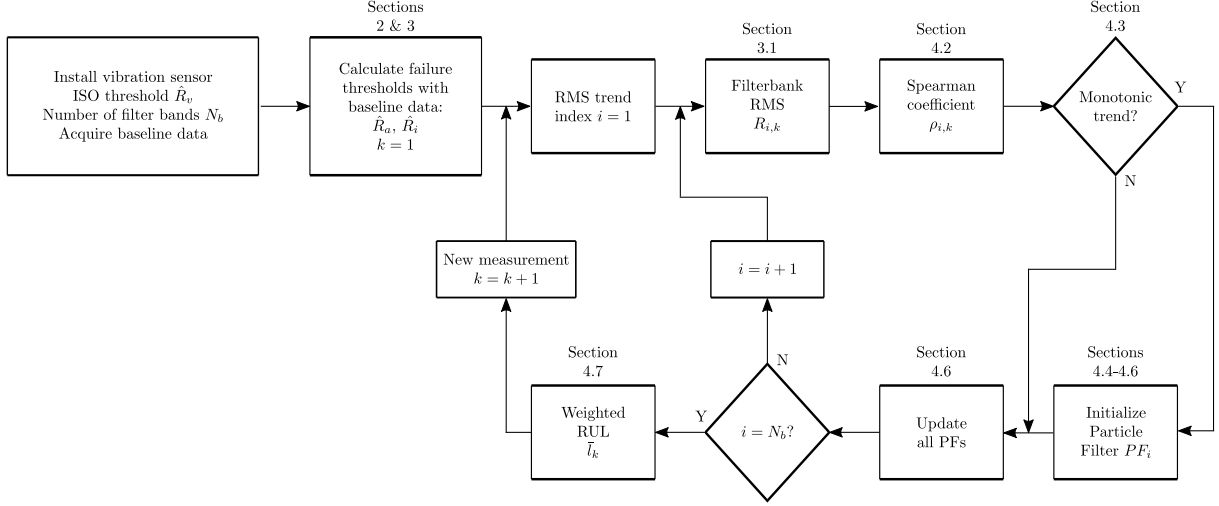 Install vibration sensor
ISO threshold R̂_v
Number of filter bands N_b
Acquire baseline data
Sections
2 & 3
Calculate failure
thresholds with
baseline data:
R̂_a, R̂_i
k = 1
RMS trend
index i = 1
Section
3.1
Filterbank
RMS
R_{i,k}
Section
4.2
Spearman
coefficient
ρ_{i,k}
Section
4.3
Monotonic
trend?
Y
N
New measurement
k = k + 1
i = i + 1
Section
4.7
Weighted
RUL
l̄_k
Y
N
i = N_b?
Section
4.6
Update
all PFs
Sections
4.4-4.6
Initialize
Particle
Filter PF_i